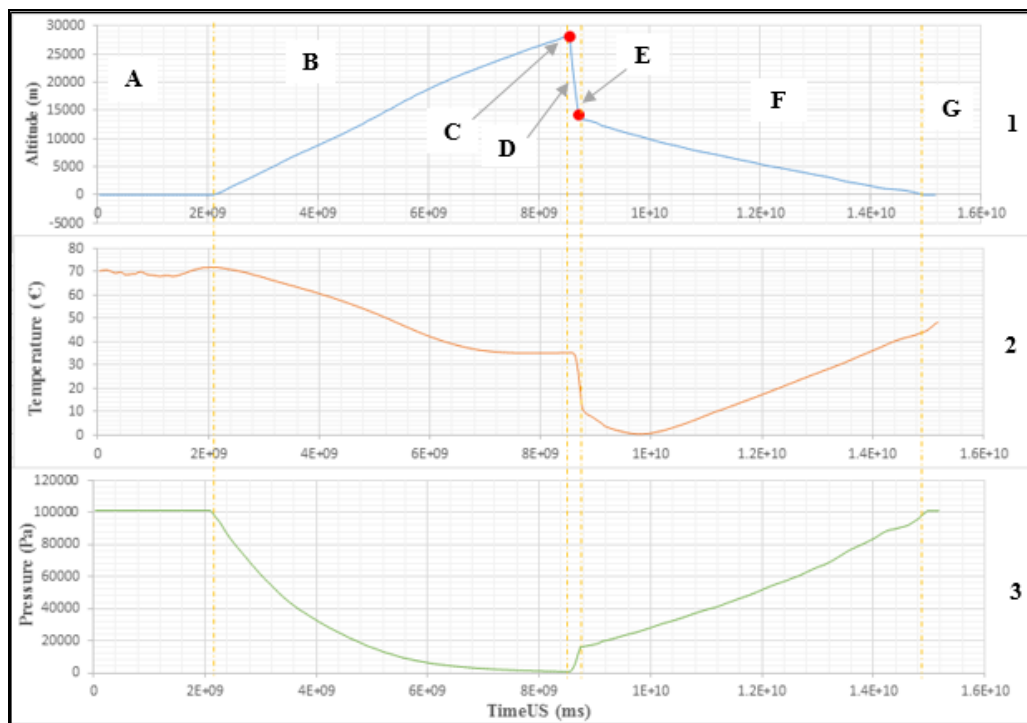 30000
25000
20000
15000
10000
5000
0
-5000
Altitude (m)
A
B
C
D
E
F
G
1
0 2E+09 4E+09 6E+09 8E+09 1E+10 1.2E+10 1.4E+10 1.6E+10
80
70
60
50
40
30
20
10
0
Temperature (℃)
2
0 2E+09 4E+09 6E+09 8E+09 1E+10 1.2E+10 1.4E+10 1.6E+10
120000
100000
80000
60000
40000
20000
0
Pressure (Pa)
3
0 2E+09 4E+09 6E+09 8E+09 1E+10 1.2E+10 1.4E+10 1.6E+10
TimeUS (ms)